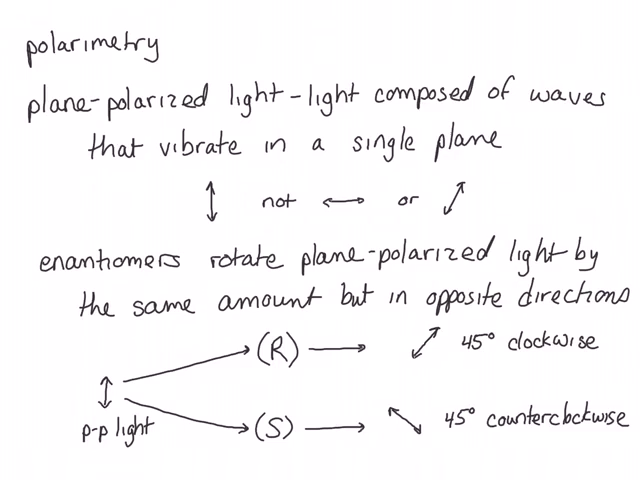 polarimetry
plane-polarized light - light composed of waves
that vibrate in a single plane
↕ not ↔ or ⤢
enantiomers rotate plane-polarized light by
the same amount but in opposite directions
(R) → ⤢ 45° clockwise
↕
p-p light
(S) → ⤡ 45° counterclockwise